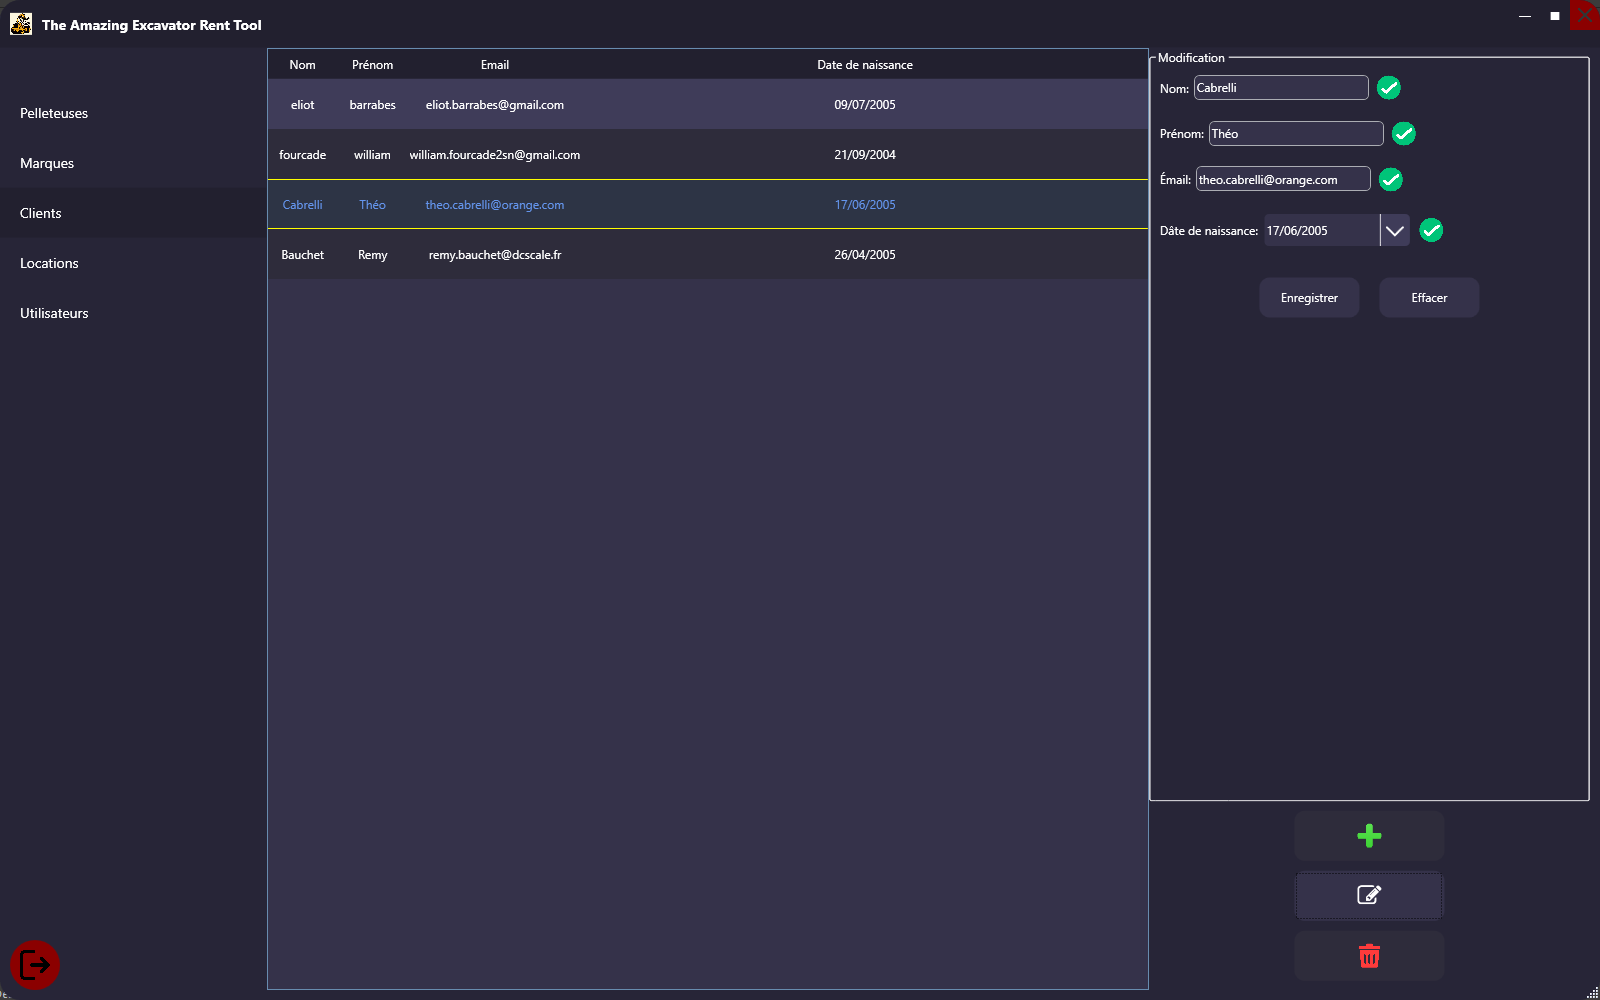 The Amazing Excavator Rent Tool
Pelleteuses
Marques
Clients
Locations
Utilisateurs
Nom Prénom Email Date de naissance
eliot barrabes eliot.barrabes@gmail.com 09/07/2005
fourcade william william.fourcade2sn@gmail.com 21/09/2004
Cabrelli Théo theo.cabrelli@orange.com 17/06/2005
Bauchet Remy remy.bauchet@dcscale.fr 26/04/2005
Modification
Nom: Cabrelli
Prénom: Théo
Émail: theo.cabrelli@orange.com
Dâte de naissance: 17/06/2005
Enregistrer Effacer